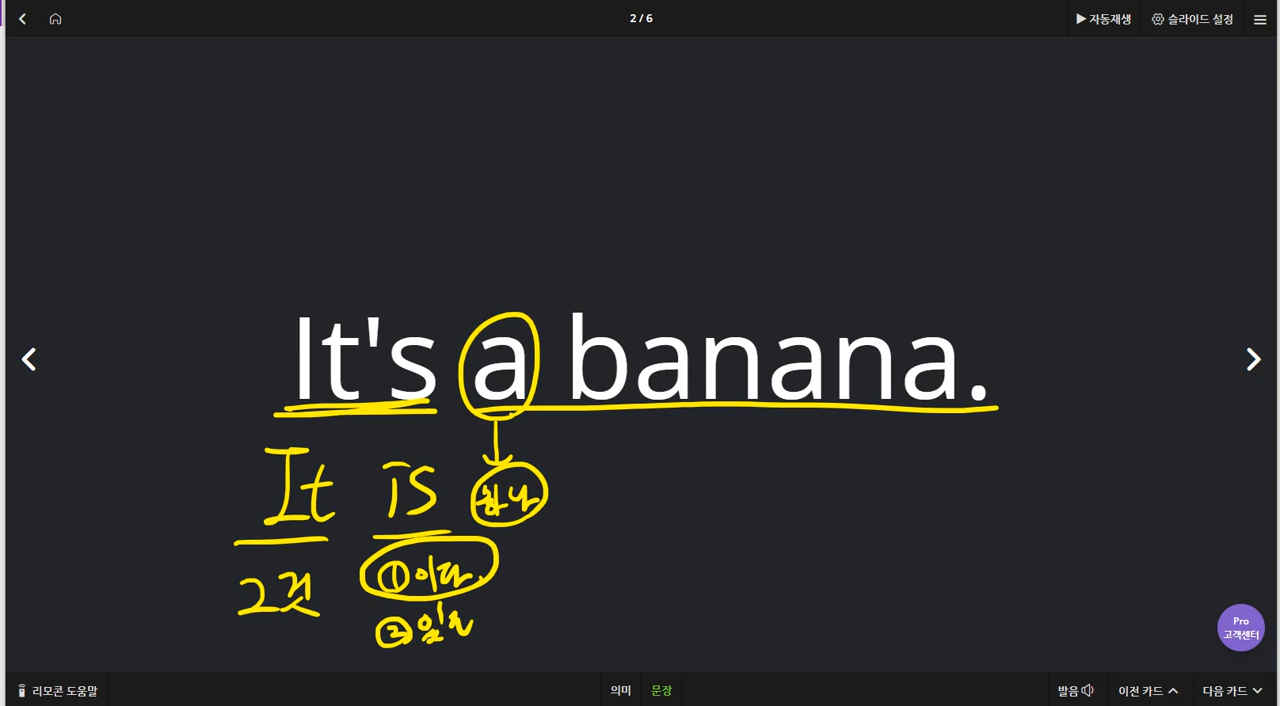 2 / 6
자동재생
슬라이드 설정
It's a banana.
It is 하나
그것 ① 이다.
②
Pro
고객센터
리모콘 도움말
의미
문장
발음
이전 카드
다음 카드